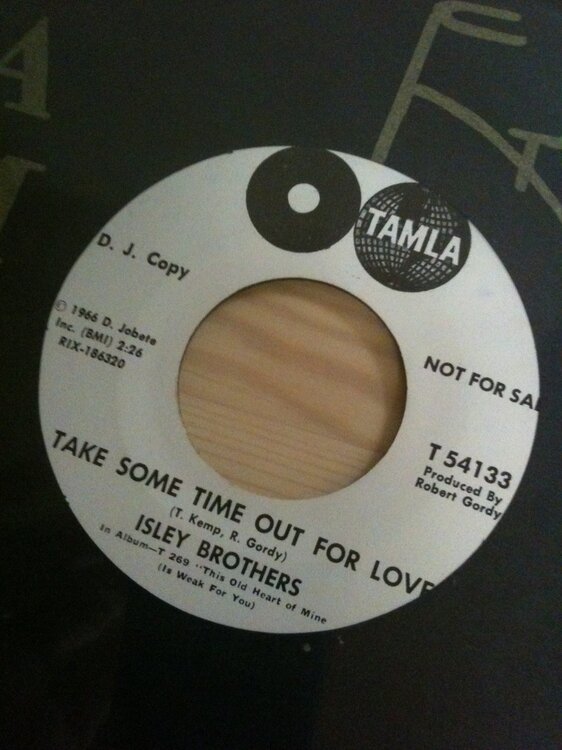 TAMLA
D. J. Copy
© 1966 D. Jobete
Inc. (BMI) 2:26
RIX-186320
NOT FOR SAL
T 54133
Produced By
Robert Gordy
TAKE SOME TIME OUT FOR LOVE
(T. Kemp, R. Gordy)
ISLEY BROTHERS
In Album—T 269 "This Old Heart of Mine
(Is Weak For You)